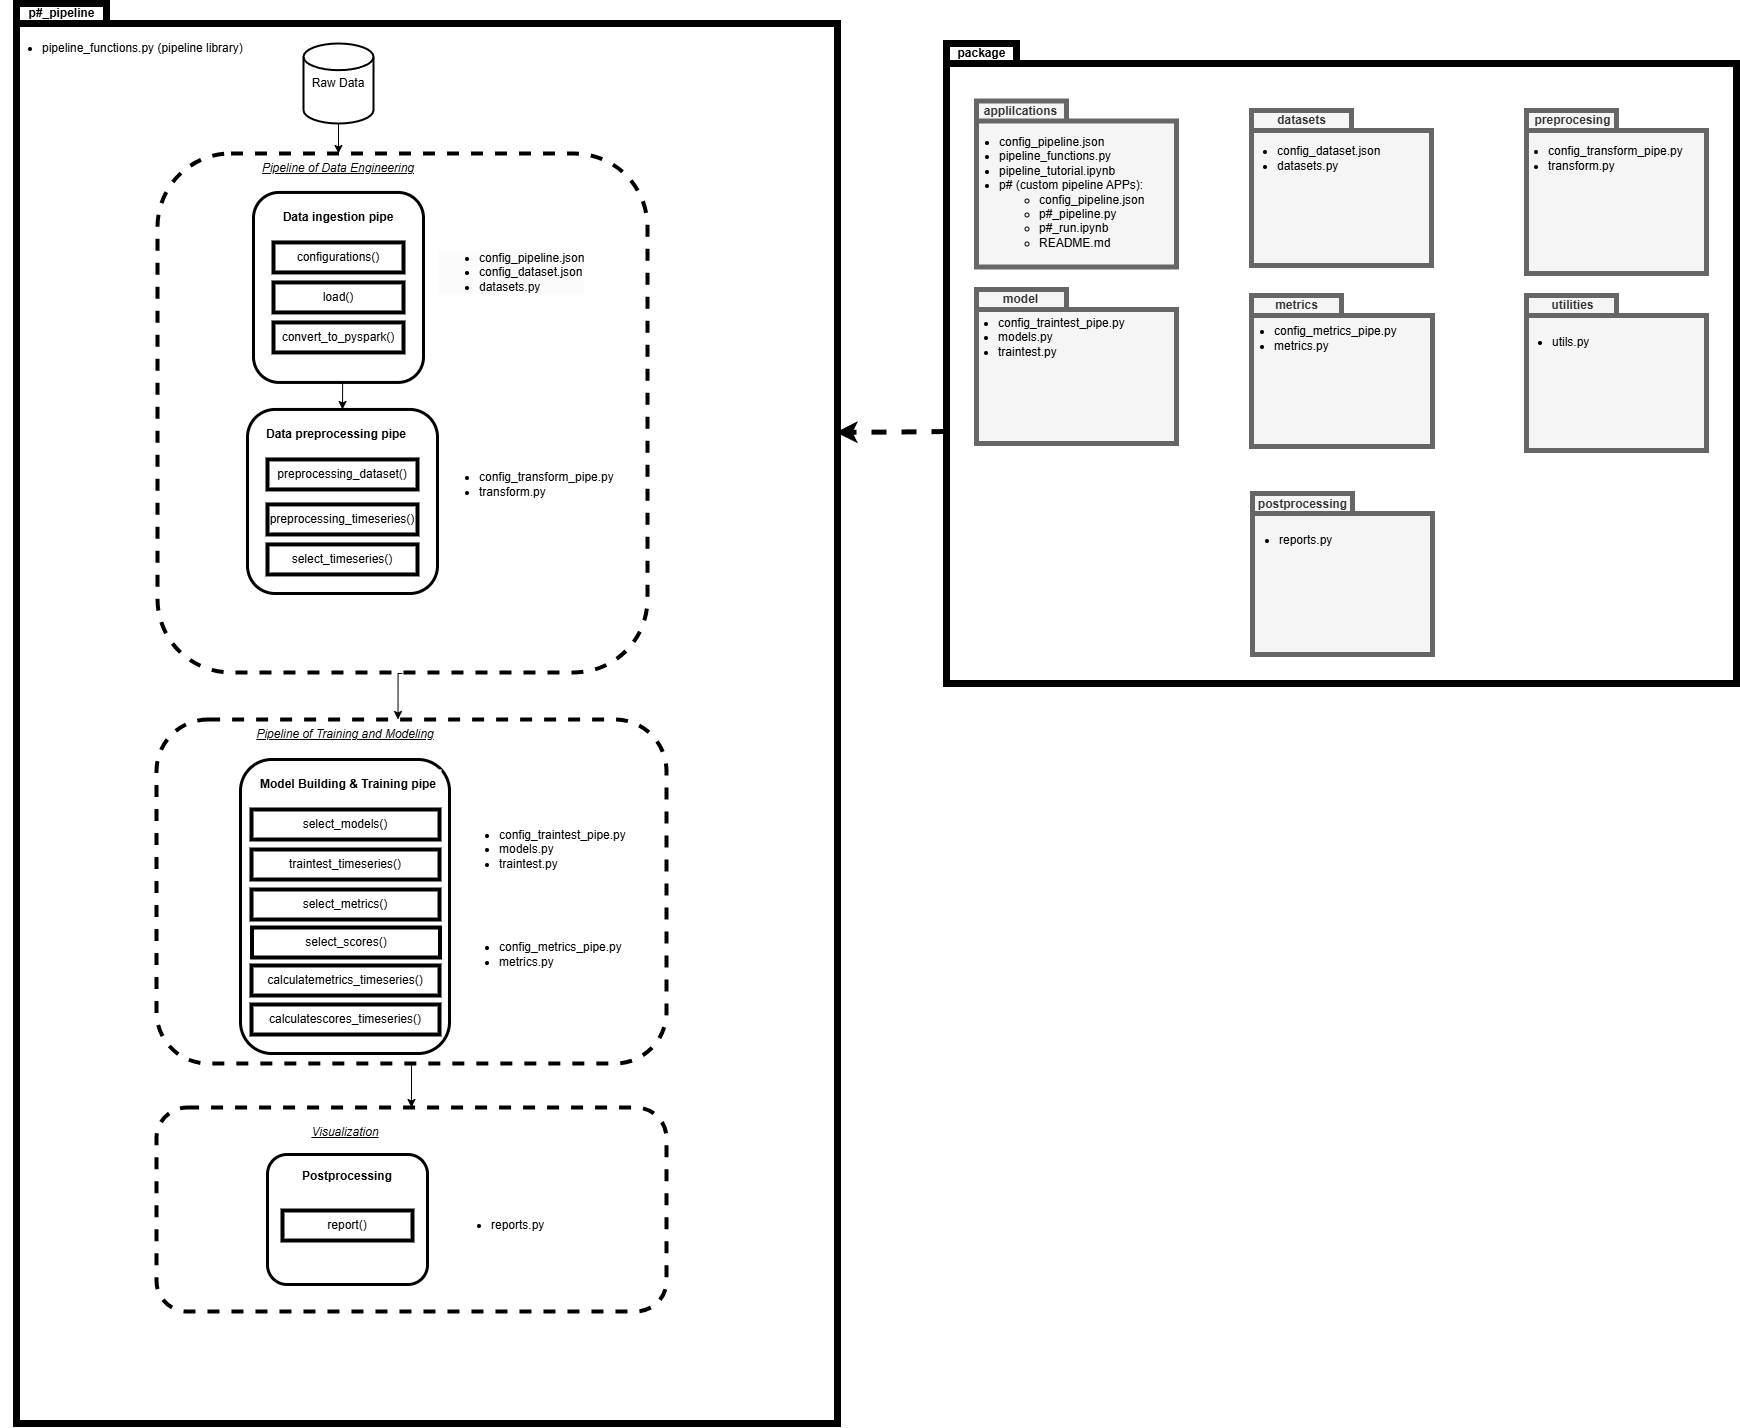 p#_pipeline
pipeline_functions.py (pipeline library)
Raw Data
Pipeline of Data Engineering
Data ingestion pipe
configurations()
load()
convert_to_pyspark()
config_pipeline.json
config_dataset.json
datasets.py
Data preprocessing pipe
preprocessing_dataset()
preprocessing_timeseries()
select_timeseries()
config_transform_pipe.py
transform.py
Pipeline of Training and Modeling
Model Building & Training pipe
select_models()
traintest_timeseries()
select_metrics()
select_scores()
calculatemetrics_timeseries()
calculatescores_timeseries()
config_traintest_pipe.py
models.py
traintest.py
config_metrics_pipe.py
metrics.py
Visualization
Postprocessing
report()
reports.py
package
applilcations
config_pipeline.json
pipeline_functions.py
pipeline_tutorial.ipynb
p# (custom pipeline APPs):
config_pipeline.json
p#_pipeline.py
p#_run.ipynb
README.md
datasets
config_dataset.json
datasets.py
preprocesing
config_transform_pipe.py
transform.py
model
config_traintest_pipe.py
models.py
traintest.py
metrics
config_metrics_pipe.py
metrics.py
utilities
utils.py
postprocessing
reports.py